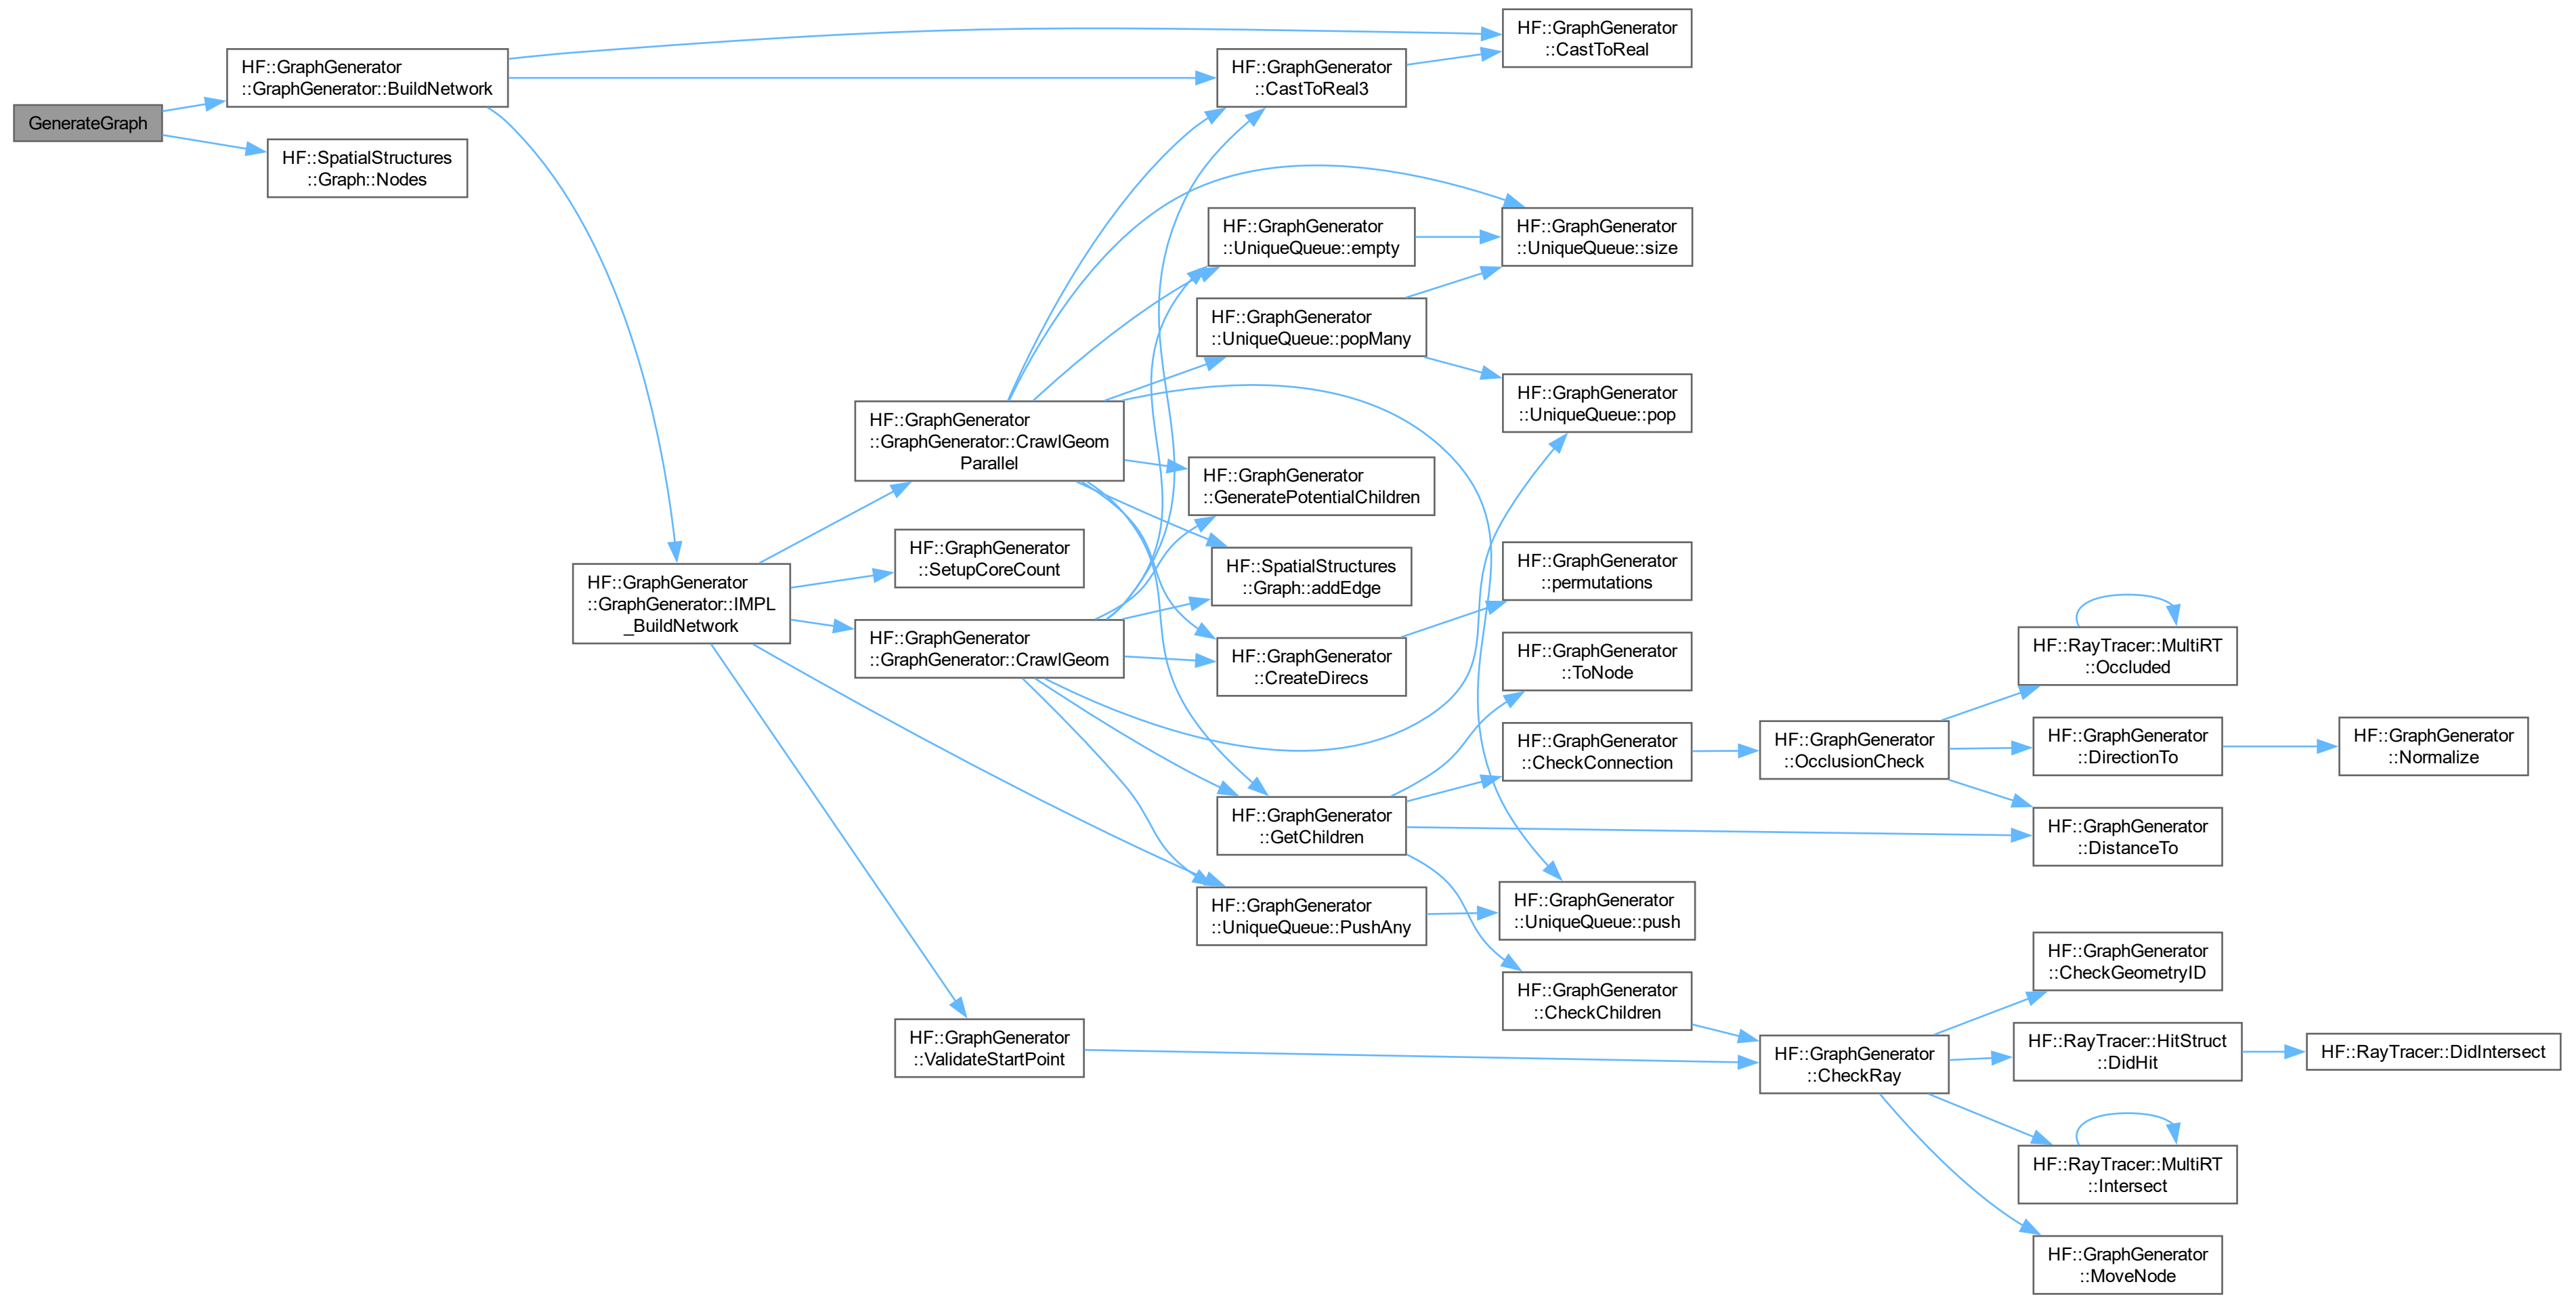 GenerateGraph
HF::GraphGenerator
::GraphGenerator::BuildNetwork
HF::SpatialStructures
::Graph::Nodes
HF::GraphGenerator
::GraphGenerator::IMPL
_BuildNetwork
HF::GraphGenerator
::GraphGenerator::CrawlGeom
Parallel
HF::GraphGenerator
::SetupCoreCount
HF::GraphGenerator
::GraphGenerator::CrawlGeom
HF::GraphGenerator
::ValidateStartPoint
HF::GraphGenerator
::CastToReal3
HF::GraphGenerator
::UniqueQueue::empty
HF::GraphGenerator
::UniqueQueue::popMany
HF::GraphGenerator
::GeneratePotentialChildren
HF::SpatialStructures
::Graph::addEdge
HF::GraphGenerator
::CreateDirecs
HF::GraphGenerator
::GetChildren
HF::GraphGenerator
::UniqueQueue::PushAny
HF::GraphGenerator
::CastToReal
HF::GraphGenerator
::UniqueQueue::size
HF::GraphGenerator
::UniqueQueue::pop
HF::GraphGenerator
::permutations
HF::GraphGenerator
::ToNode
HF::GraphGenerator
::CheckConnection
HF::GraphGenerator
::UniqueQueue::push
HF::GraphGenerator
::CheckChildren
HF::GraphGenerator
::OcclusionCheck
HF::GraphGenerator
::CheckRay
HF::RayTracer::MultiRT
::Occluded
HF::GraphGenerator
::DirectionTo
HF::GraphGenerator
::DistanceTo
HF::GraphGenerator
::CheckGeometryID
HF::RayTracer::HitStruct
::DidHit
HF::RayTracer::MultiRT
::Intersect
HF::GraphGenerator
::MoveNode
HF::GraphGenerator
::Normalize
HF::RayTracer::DidIntersect